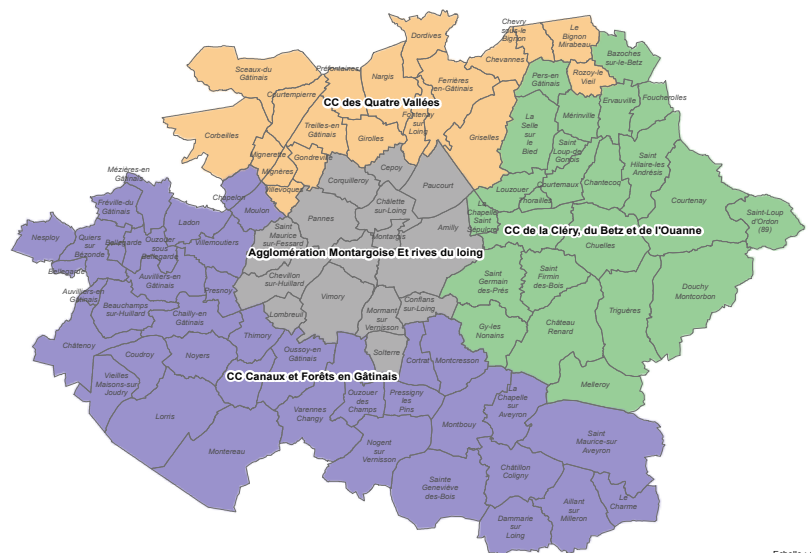 Dordives
Chevry
sous-le
Bignon
Le
Bignon
Mirabeau
Bazoches
sur-le-Betz
Sceaux-du
Gâtinais
Préfontaines
Nargis
Chevannes
Ferrières
en-Gâtinais
Pers-en
Gâtinais
Rozoy-le
Vieil
Ervauville
Foucherolles
Courtempierre
CC des Quatre Vallées
Fontenay
sur
Loing
Treilles-en
Gâtinais
Girolles
Griselles
La
Selle
sur
le
Bied
Mérinville
Corbeilles
Mignerette
Gondreville
Mignères
Villevoques
Saint
Loup-de
Gonois
Saint
Hilaire-les
Andrésis
Mézières-en
Gâtinais
Chapelon
Moulon
Corquilleroy
Cepoy
Paucourt
Louzouer
Courtemaux
Chantecoq
Thorailles
Courtenay
Fréville-du
Gâtinais
Ladon
Pannes
Châlette
sur-Loing
La
Chapelle
Saint
Sépulcre
Saint-Loup
d'Ordon
(89)
Nesploy
Quiers
sur
Bézonde
Bellegarde
Ouzouer
sous
Bellegarde
Villemoutiers
Saint
Maurice
sur-Fessard
Montargis
Amilly
CC de la Cléry, du Betz et de l'Ouanne
Chuelles
Agglomération Montargoise Et rives du loing
Bellegarde
Auvilliers-en
Gâtinais
Auvilliers-en
Gâtinais
Presnoy
Chevillon
sur-Huillard
Vimory
Conflans
sur-Loing
Saint
Germain
des-Prés
Saint
Firmin
des-Bois
Douchy
Montcorbon
Beauchamps
sur-Huillard
Chailly-en
Gâtinais
Lombreuil
Mormant
sur
Vernisson
Triguères
Château
Renard
Gy-les
Nonains
Châtenoy
Coudroy
Noyers
Thimory
Oussoy-en
Gâtinais
Solterre
Cortrat
Montcresson
CC Canaux et Forêts en Gâtinais
Vieilles
Maisons-sur
Joudry
Melleroy
Lorris
Varennes
Changy
Ouzouer
des
Champs
Pressigny
les
Pins
La
Chapelle
sur
Aveyron
Montbouy
Saint
Maurice-sur
Aveyron
Montereau
Nogent
sur
Vernisson
Châtillon
Coligny
Sainte
Geneviève
des-Bois
Aillant
sur
Milleron
Le
Charme
Dammarie
sur
Loing